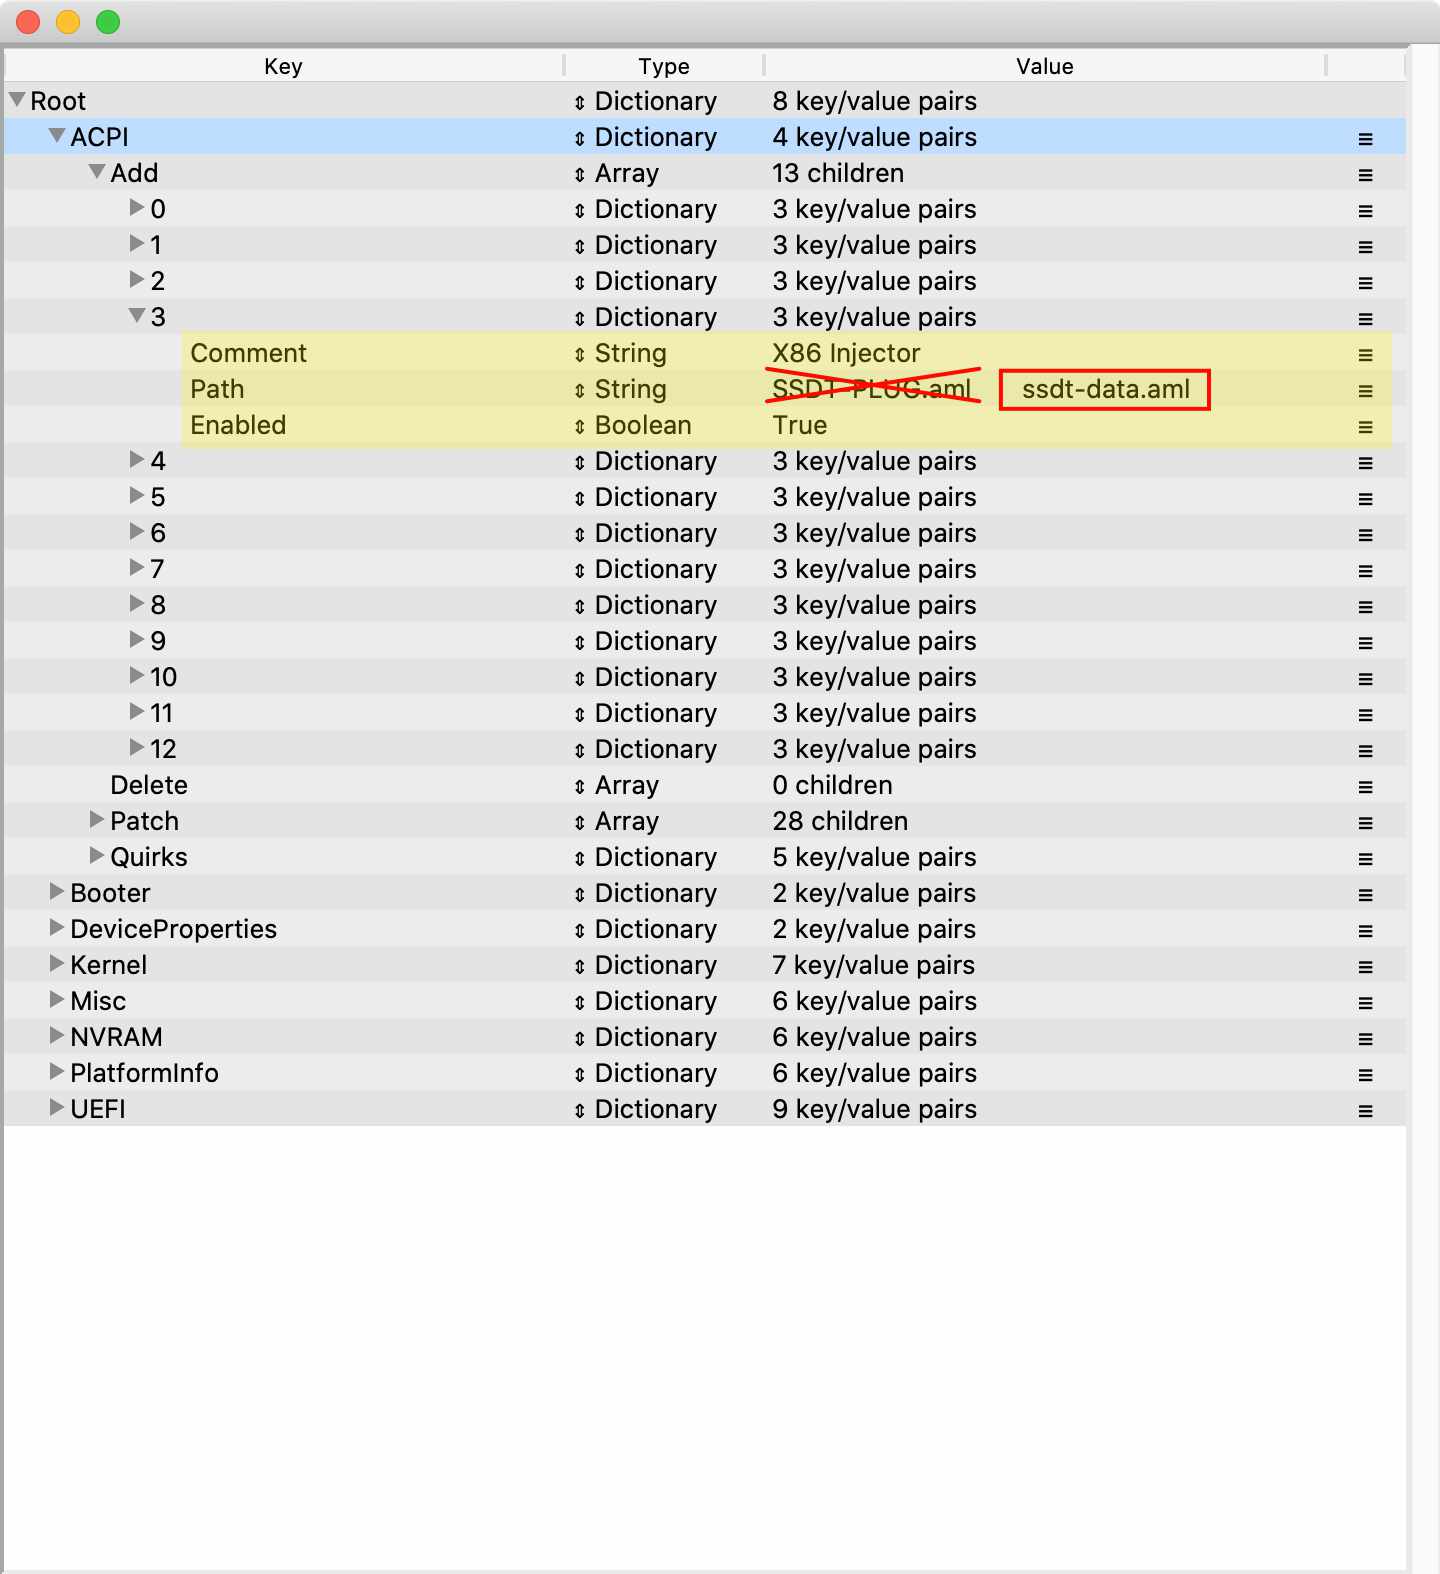 Key Type Value
Root Dictionary 8 key/value pairs
ACPI Dictionary 4 key/value pairs
Add Array 13 children
0 Dictionary 3 key/value pairs
1 Dictionary 3 key/value pairs
2 Dictionary 3 key/value pairs
3 Dictionary 3 key/value pairs
Comment String X86 Injector
Path String SSDT-PLUG.aml ssdt-data.aml
Enabled Boolean True
4 Dictionary 3 key/value pairs
5 Dictionary 3 key/value pairs
6 Dictionary 3 key/value pairs
7 Dictionary 3 key/value pairs
8 Dictionary 3 key/value pairs
9 Dictionary 3 key/value pairs
10 Dictionary 3 key/value pairs
11 Dictionary 3 key/value pairs
12 Dictionary 3 key/value pairs
Delete Array 0 children
Patch Array 28 children
Quirks Dictionary 5 key/value pairs
Booter Dictionary 2 key/value pairs
DeviceProperties Dictionary 2 key/value pairs
Kernel Dictionary 7 key/value pairs
Misc Dictionary 6 key/value pairs
NVRAM Dictionary 6 key/value pairs
PlatformInfo Dictionary 6 key/value pairs
UEFI Dictionary 9 key/value pairs